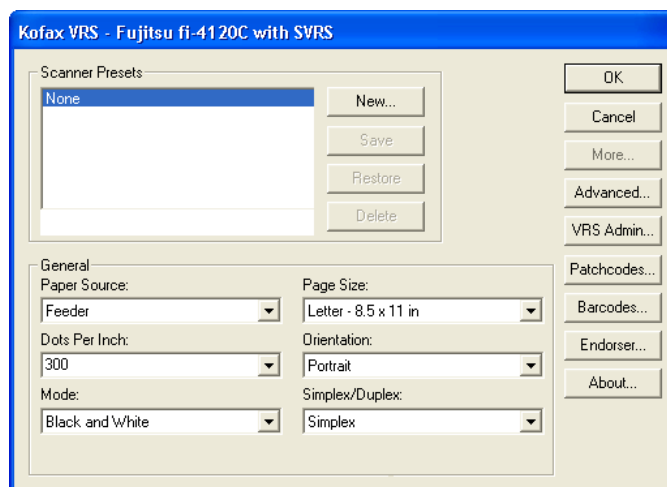 Kofax VRS - Fujitsu fi-4120C with SVRS
Scanner Presets
None
New...
Save
Restore
Delete
OK
Cancel
More...
Advanced...
VRS Admin...
Patchcodes...
Barcodes...
Endorser...
About...
General
Paper Source:
Feeder
Page Size:
Letter - 8.5 x 11 in
Dots Per Inch:
300
Orientation:
Portrait
Mode:
Black and White
Simplex/Duplex:
Simplex